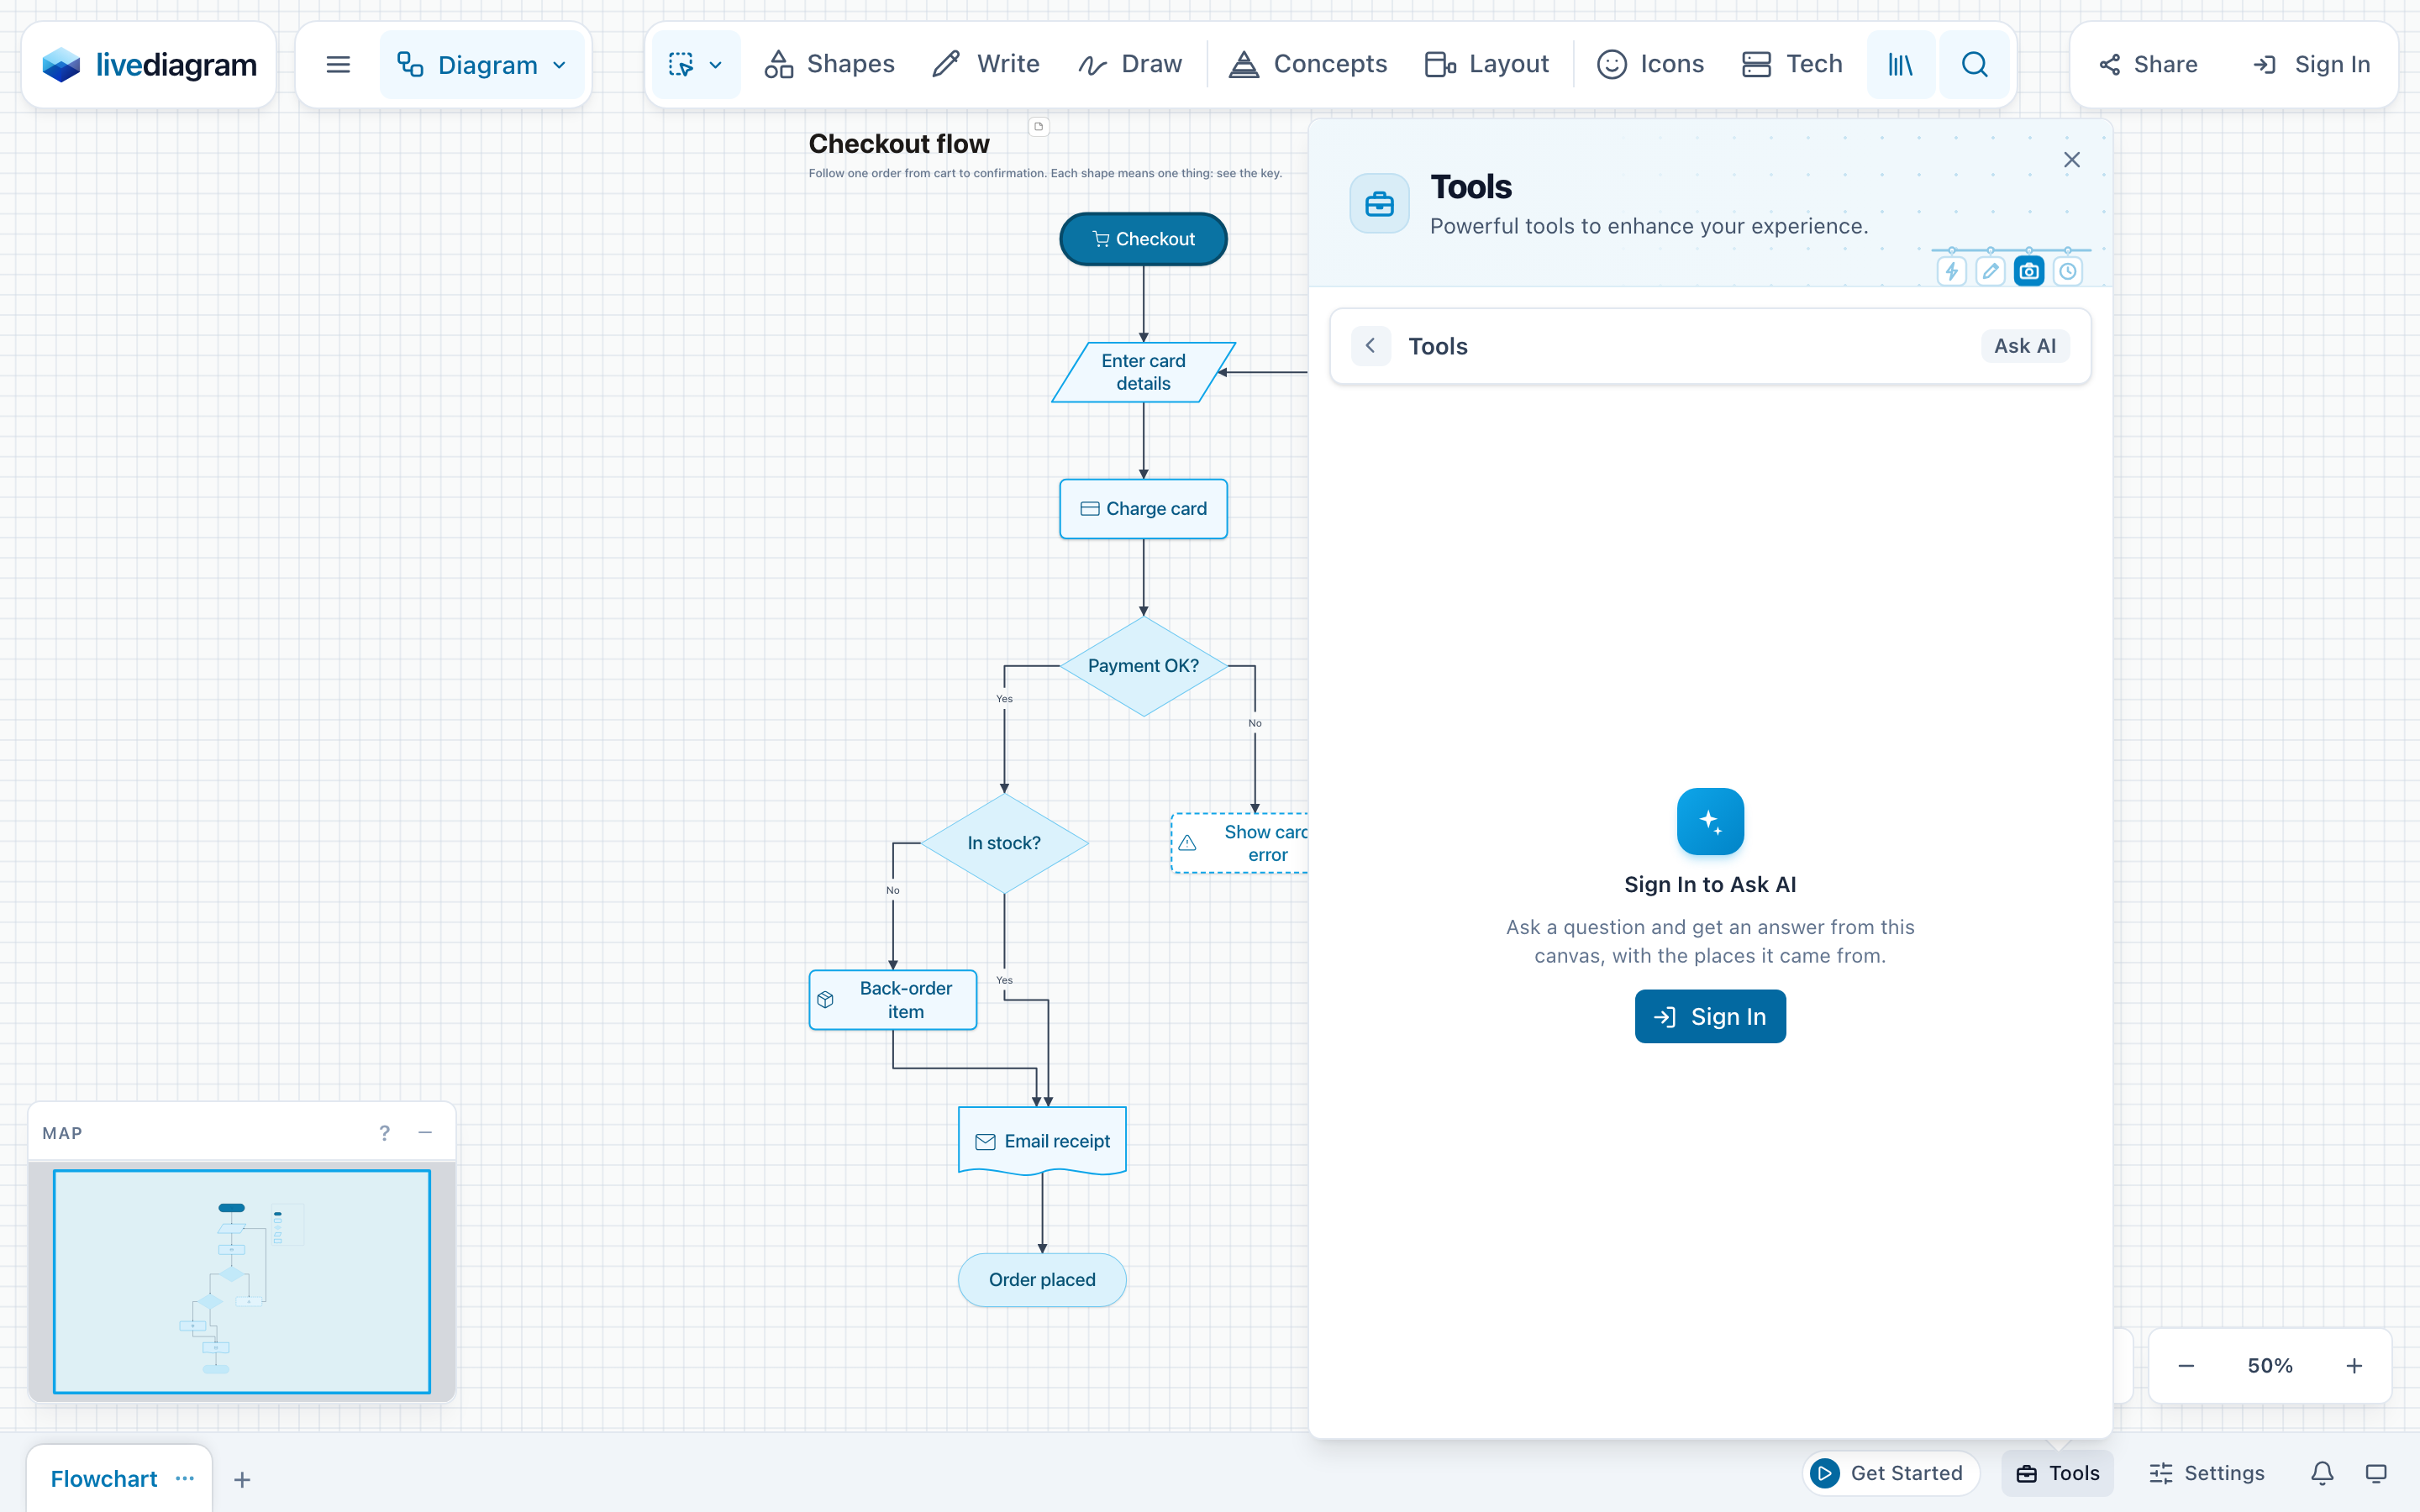 livediagram
Diagram
Shapes
Write
Draw
Concepts
Layout
Icons
Tech
Share
Sign In
Checkout flow
Follow one order from cart to confirmation. Each shape means one thing: see the key.
Checkout
Enter card
details
Charge card
Payment OK?
Yes
No
In stock?
Show card
error
No
Yes
Back-order
item
Email receipt
Order placed
Tools
Powerful tools to enhance your experience.
Tools
Ask AI
Sign In to Ask AI
Ask a question and get an answer from this
canvas, with the places it came from.
Sign In
MAP
?
50%
Flowchart
Get Started
Tools
Settings